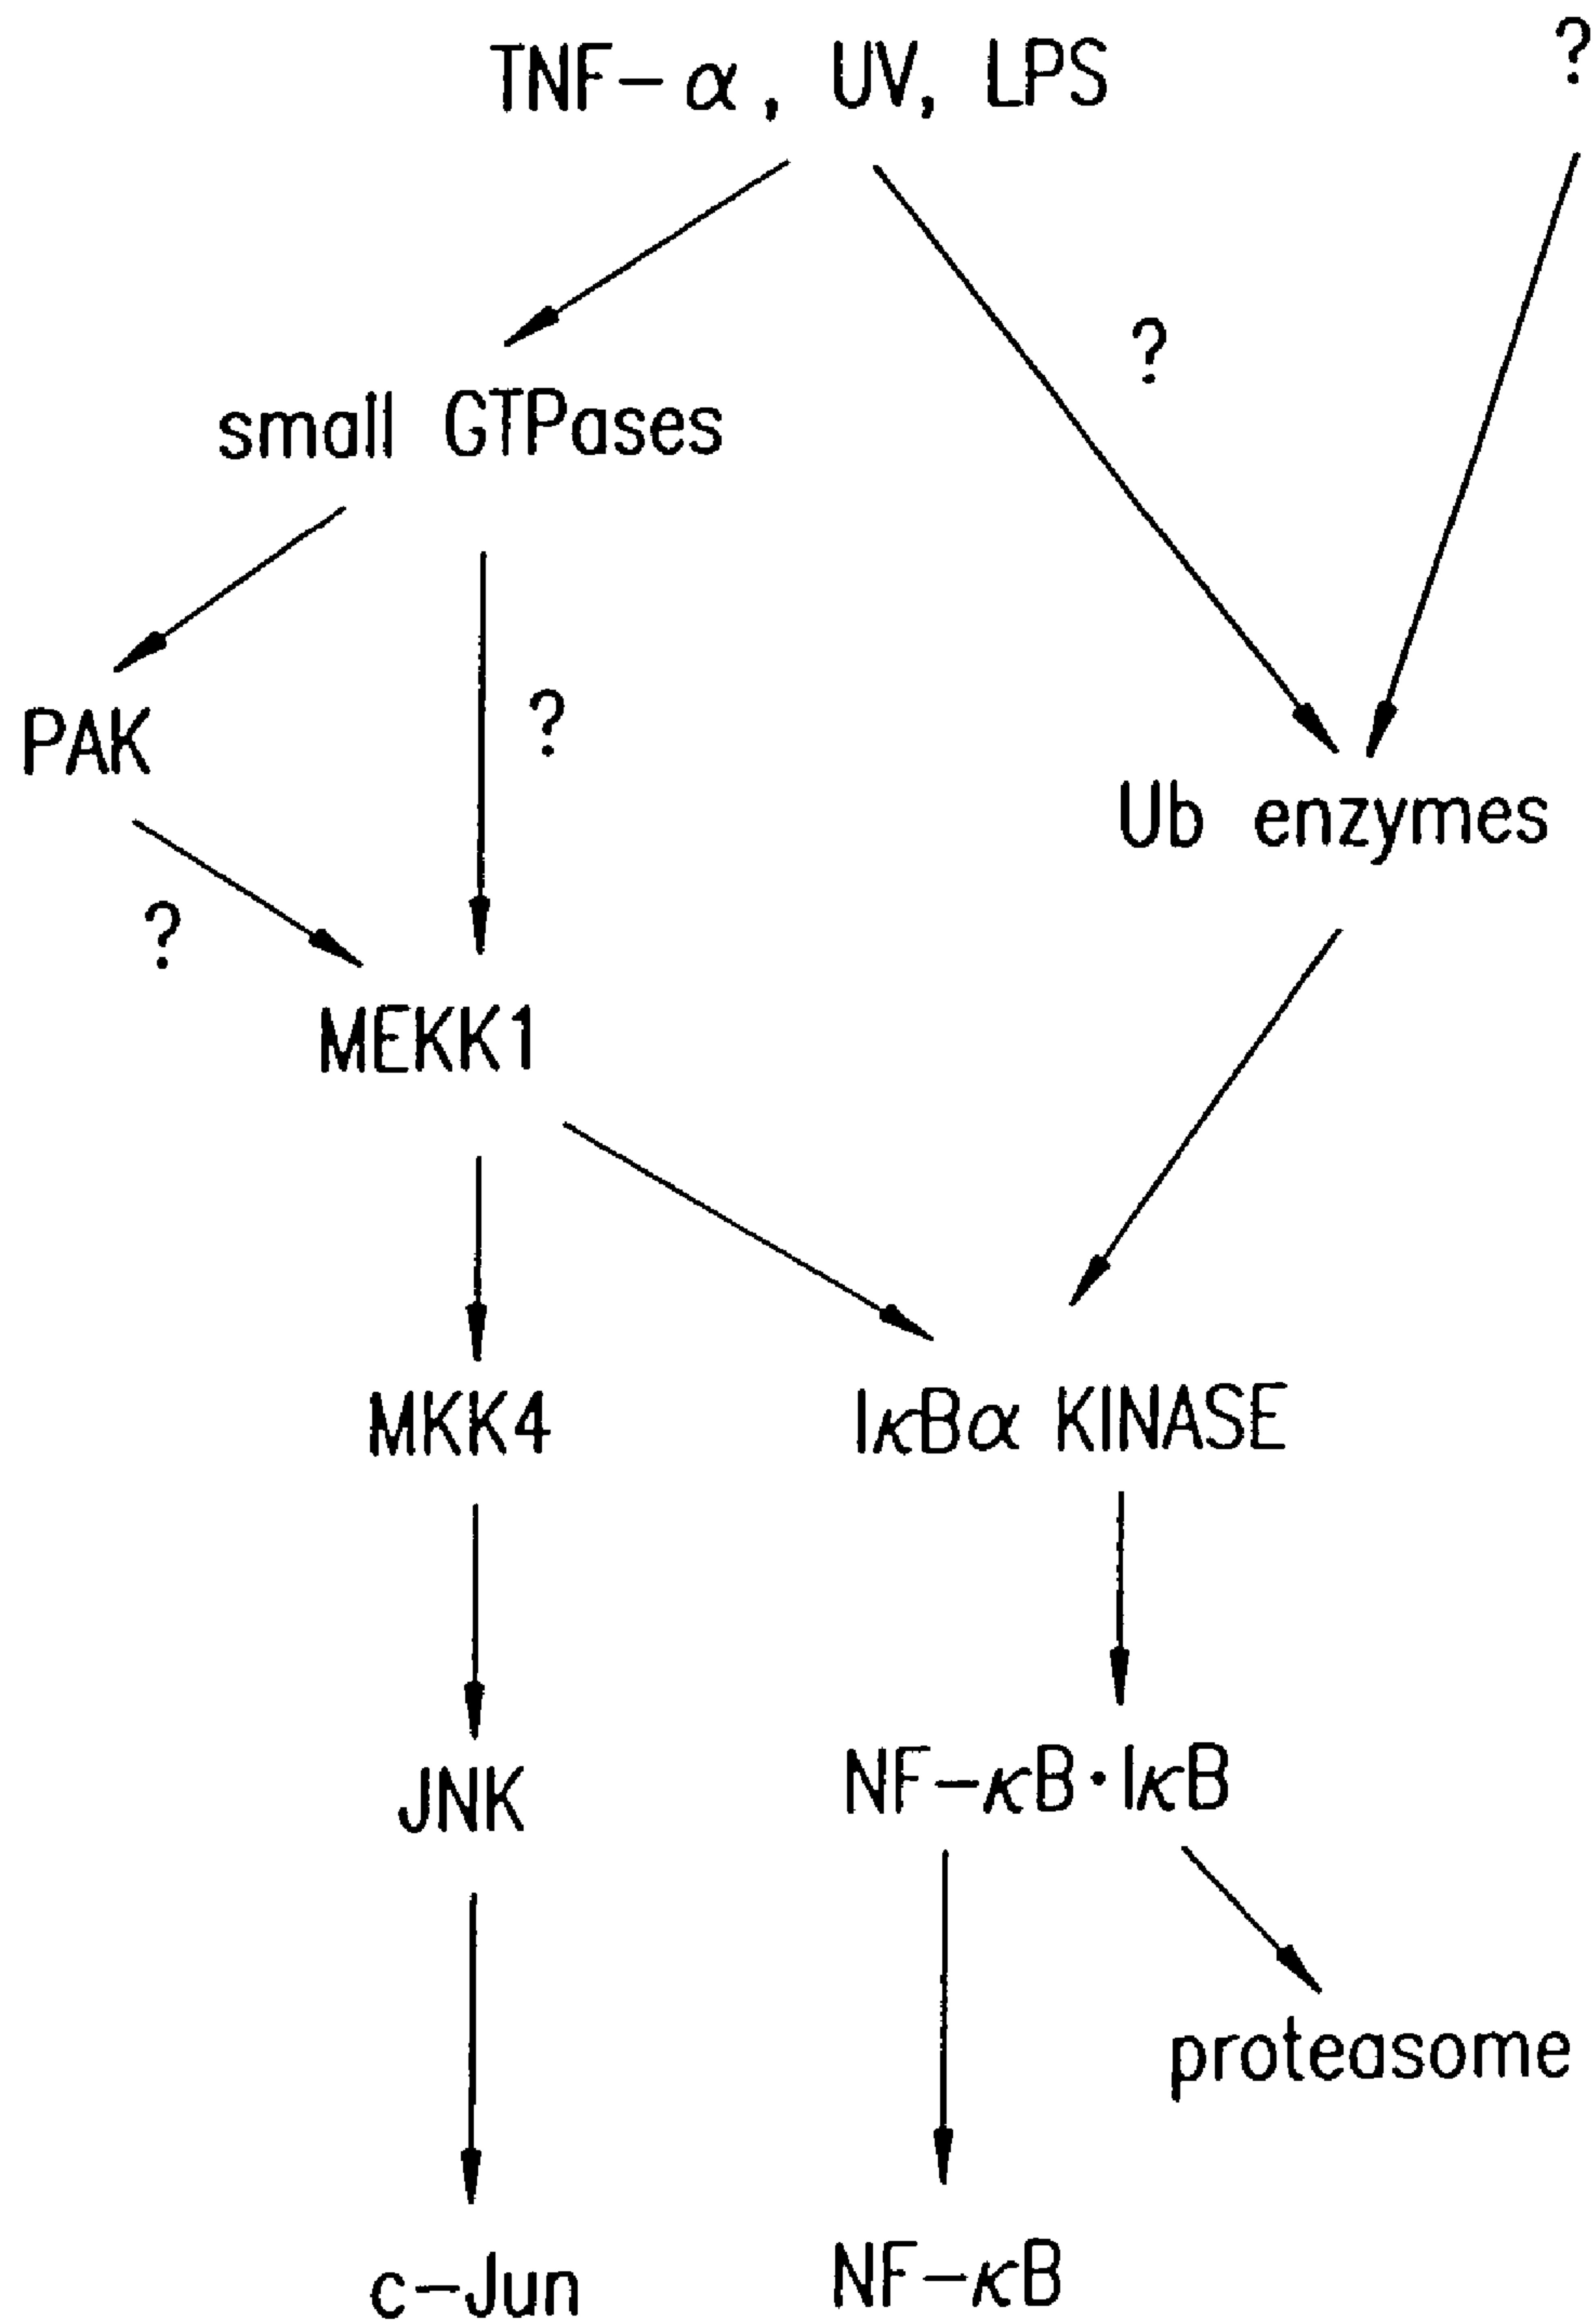 TNF-α, UV, LPS
?
?
small GTPases
?
PAK
Ub enzymes
?
MEKK1
MKK4
IκBα KINASE
JNK
NF-κB·IκB
proteasome
c-Jun
NF-κB